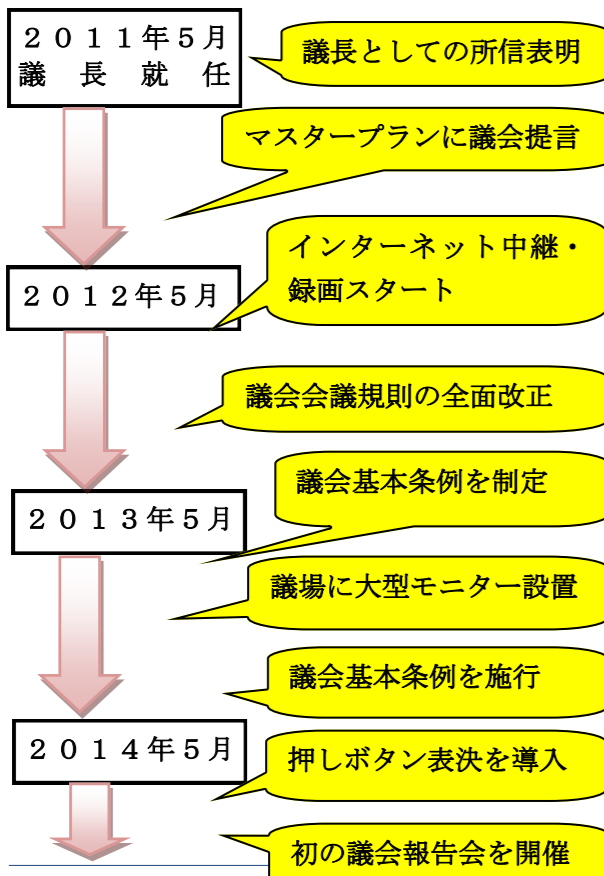 ２０１１年５月
議長就任
議長としての所信表明
マスタープランに議会提言
インターネット中継・
録画スタート
２０１２年５月
議会会議規則の全面改正
議会基本条例を制定
２０１３年５月
議場に大型モニター設置
議会基本条例を施行
２０１４年５月
押しボタン表決を導入
初の議会報告会を開催